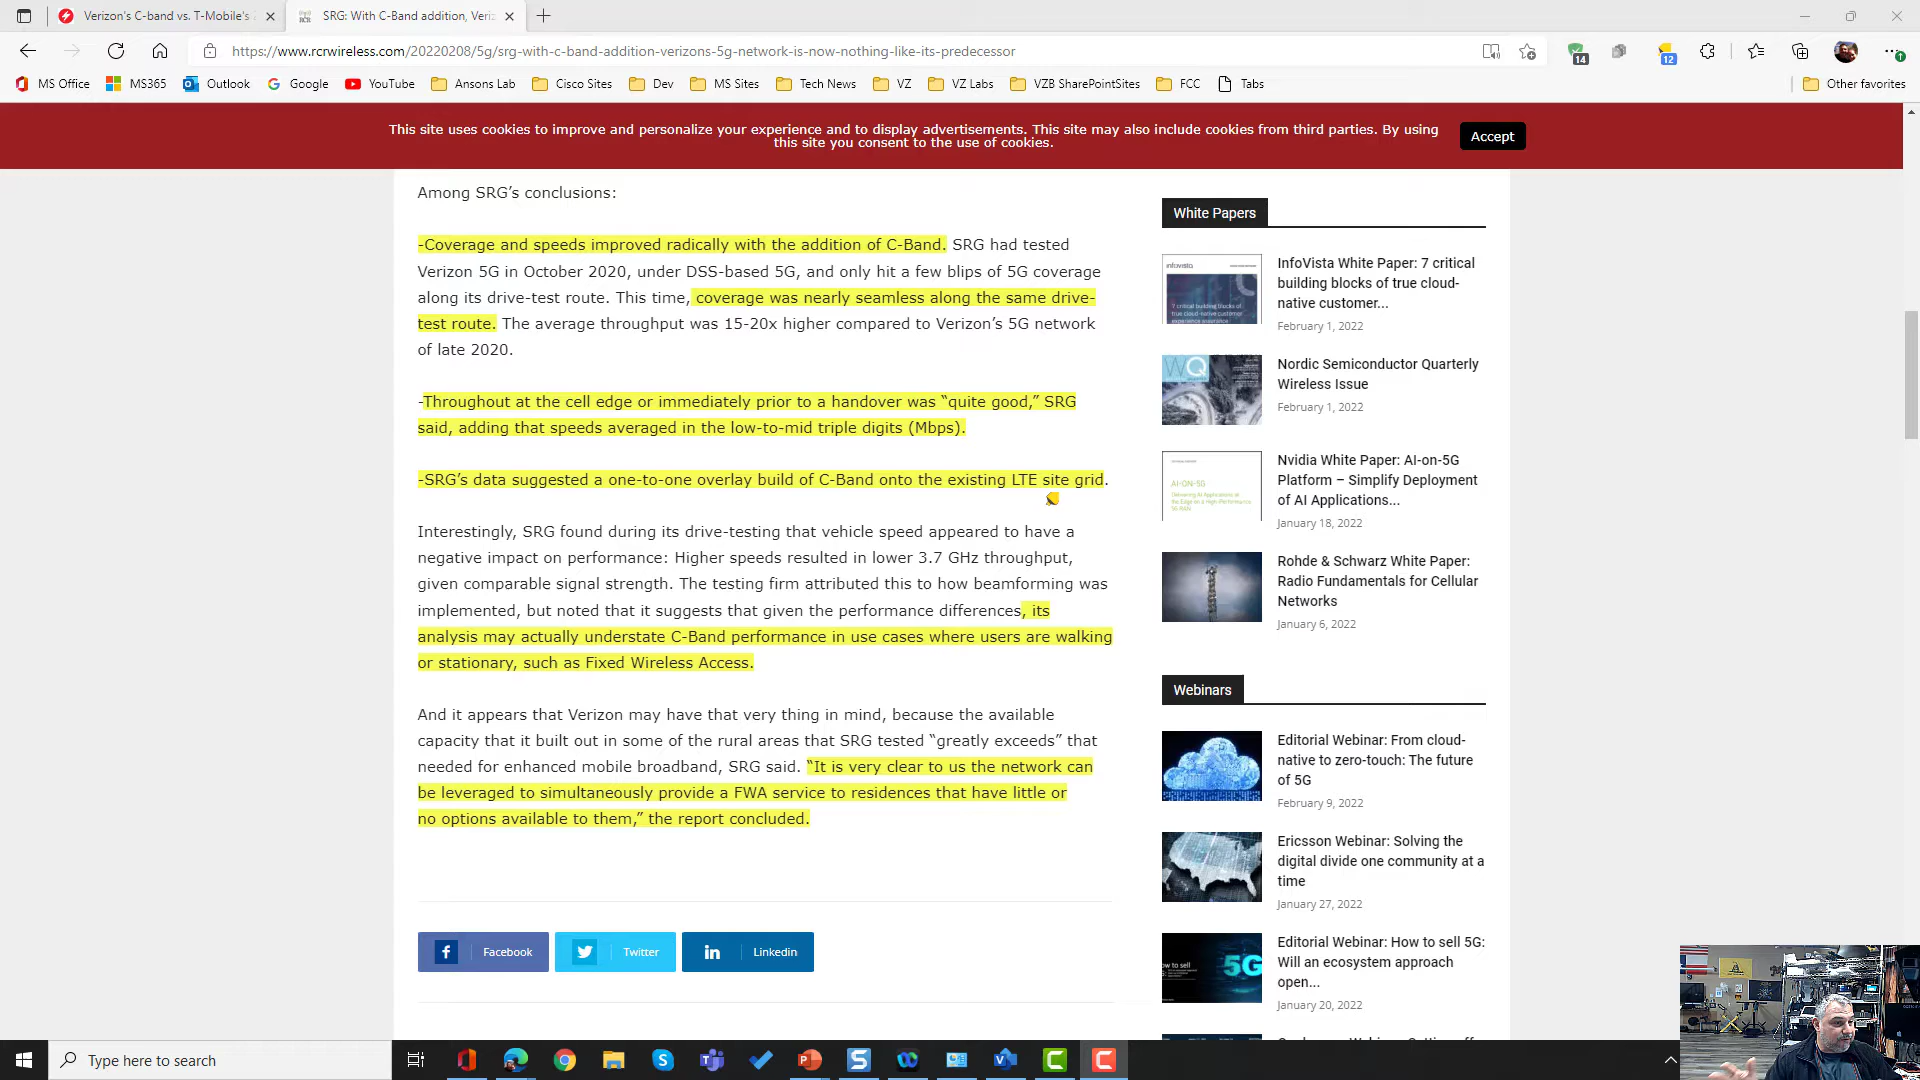 Verizon's C-band vs. T-Mobile's
SRG: With C-Band addition, Veriz
https://www.rcrwireless.com/20220208/5g/srg-with-c-band-addition-verizons-5g-network-is-now-nothing-like-its-predecessor
14
12
MS Office
MS365
Outlook
Google
YouTube
Ansons Lab
Cisco Sites
Dev
MS Sites
Tech News
VZ
VZ Labs
VZB SharePointSites
FCC
Tabs
Other favorites
This site uses cookies to improve and personalize your experience and to display advertisements. This site may also include cookies from third parties. By using
this site you consent to the use of cookies.
Accept
Among SRG's conclusions:
-Coverage and speeds improved radically with the addition of C-Band. SRG had tested
Verizon 5G in October 2020, under DSS-based 5G, and only hit a few blips of 5G coverage
along its drive-test route. This time, coverage was nearly seamless along the same drive-
test route. The average throughput was 15-20x higher compared to Verizon's 5G network
of late 2020.
-Throughout at the cell edge or immediately prior to a handover was “quite good,” SRG
said, adding that speeds averaged in the low-to-mid triple digits (Mbps).
-SRG's data suggested a one-to-one overlay build of C-Band onto the existing LTE site grid.
Interestingly, SRG found during its drive-testing that vehicle speed appeared to have a
negative impact on performance: Higher speeds resulted in lower 3.7 GHz throughput,
given comparable signal strength. The testing firm attributed this to how beamforming was
implemented, but noted that it suggests that given the performance differences, its
analysis may actually understate C-Band performance in use cases where users are walking
or stationary, such as Fixed Wireless Access.
And it appears that Verizon may have that very thing in mind, because the available
capacity that it built out in some of the rural areas that SRG tested “greatly exceeds” that
needed for enhanced mobile broadband, SRG said. “It is very clear to us the network can
be leveraged to simultaneously provide a FWA service to residences that have little or
no options available to them,” the report concluded.
Facebook
Twitter
Linkedin
White Papers
InfoVista White Paper: 7 critical
building blocks of true cloud-
native customer...
February 1, 2022
Nordic Semiconductor Quarterly
Wireless Issue
February 1, 2022
Nvidia White Paper: AI-on-5G
Platform – Simplify Deployment
of AI Applications...
January 18, 2022
Rohde & Schwarz White Paper:
Radio Fundamentals for Cellular
Networks
January 6, 2022
Webinars
Editorial Webinar: From cloud-
native to zero-touch: The future
of 5G
February 9, 2022
Ericsson Webinar: Solving the
digital divide one community at a
time
January 27, 2022
Editorial Webinar: How to sell 5G:
Will an ecosystem approach
open...
January 20, 2022
Type here to search